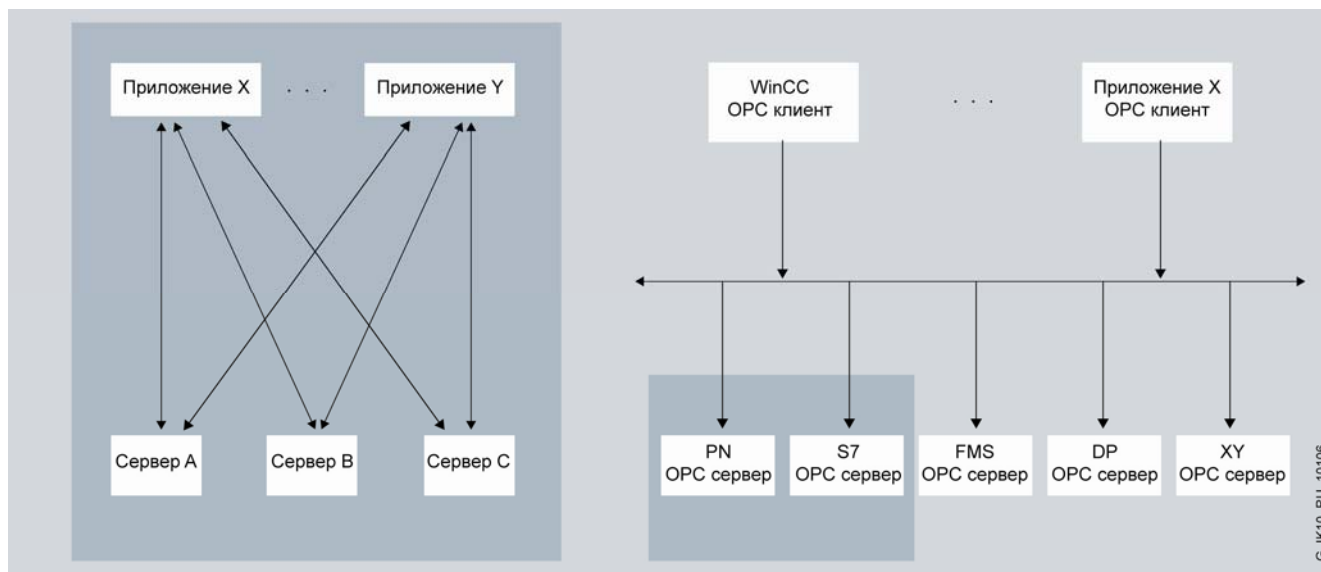 Приложение X
. . .
Приложение Y
Сервер A
Сервер B
Сервер C
WinCC
OPC клиент
. . .
Приложение X
OPC клиент
PN
OPC сервер
S7
OPC сервер
FMS
OPC сервер
DP
OPC сервер
XY
OPC сервер
G_IK10_RU_10106